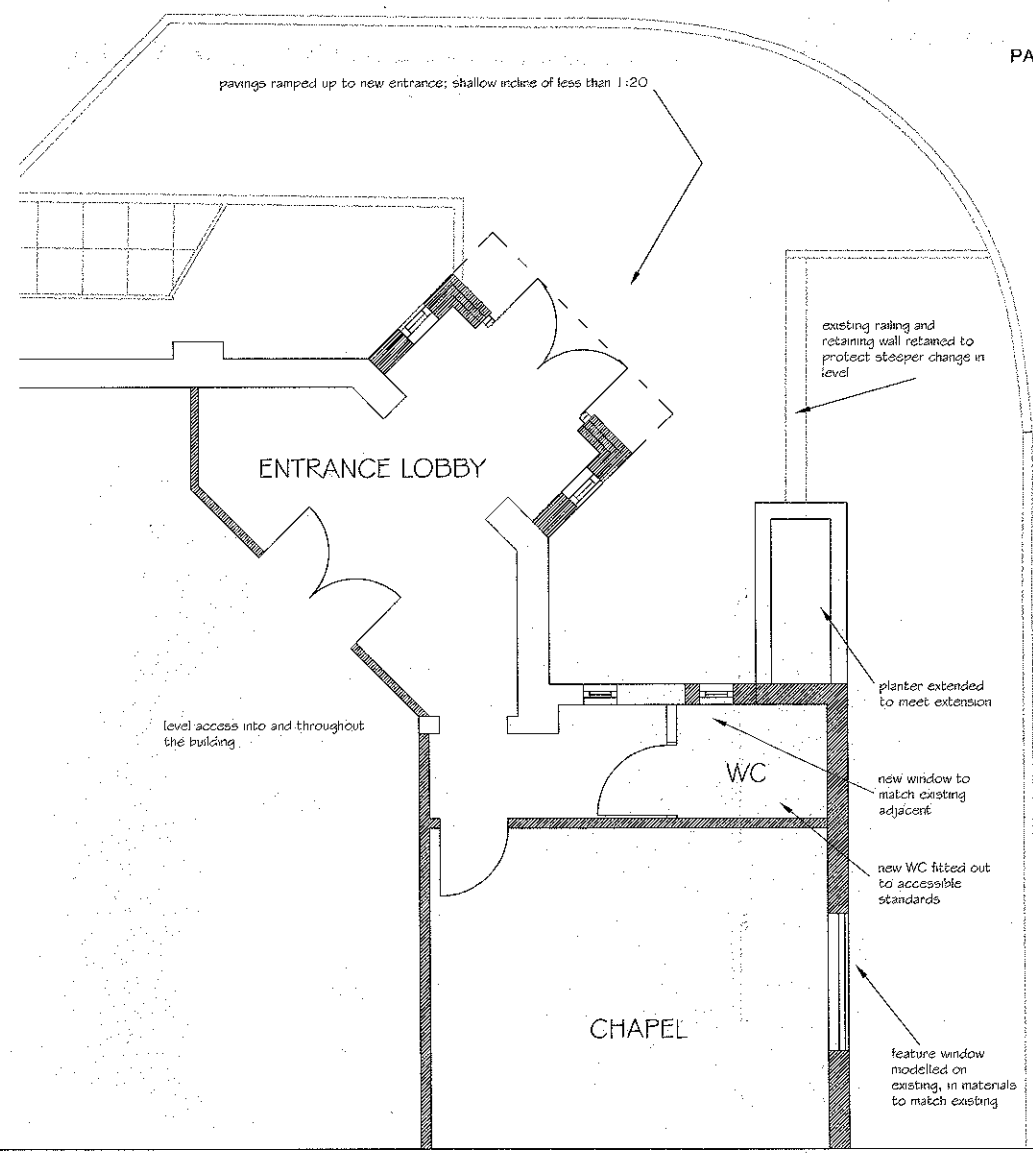 PA
pavings ramped up to new entrance; shallow incline of less than 1:20
existing railing and
retaining wall retained to
protect steeper change in
level
ENTRANCE LOBBY
planter extended
to meet extension
level access into and throughout
the building
WC
new window to
match existing
adjacent
new WC fitted out
to accessible
standards
CHAPEL
feature window
modelled on
existing, in materials
to match existing